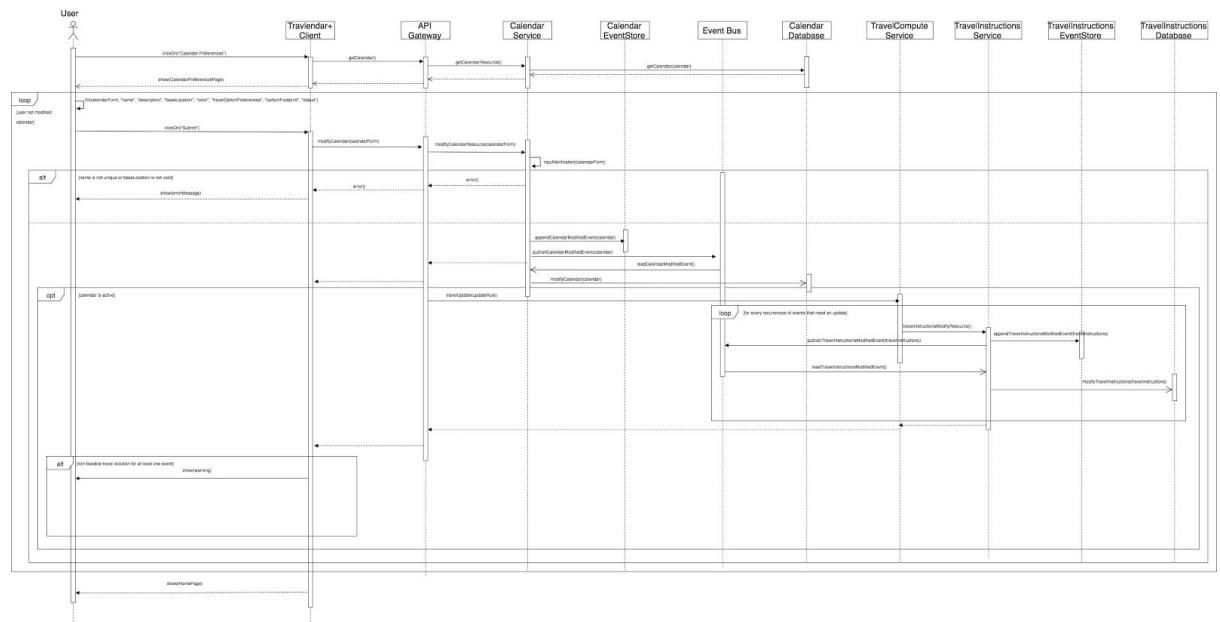 User
Travlendar+
Client
API
Gateway
Calendar
Service
Calendar
EventStore
Event Bus
Calendar
Database
TravelCompute
Service
TravelInstructions
Service
TravelInstructions
EventStore
TravelInstructions
Database
clickOn("Calendar Preferences")
getCalendar()
getCalendarResource()
getCalendar(calendar)
show(CalendarPreferencesPage)
loop
[user not modified
calendar]
fill(calendarForm, "name", "description", "baseLocation", "color", "travelOptionPreferences", "carbonFootprint", "status")
clickOn("Submit")
modifyCalendar(calendarForm)
modifyCalendarResource(calendarForm)
inputVerification(calendarForm)
alt
[name is not unique or baseLocation is not valid]
error()
error()
show(errorMessage)
appendCalendarModifiedEvent(calendar)
publishCalendarModifiedEvent(calendar)
readCalendarModifiedEvent()
modifyCalendar(calendar)
opt
[calendar is active]
travelUpdate(updateRule)
loop
[for every recurrences of events that need an update]
travelInstructionsModifyResource()
appendTravelInstructionsModifiedEvent(travelInstructions)
publishTravelInstructionsModifiedEvent(travelInstructions)
readTravelInstructionsModifiedEvent()
modifyTravelInstructions(travelInstructions)
alt
[non feasible travel solution for at least one event]
show(warning)
show(HomePage)